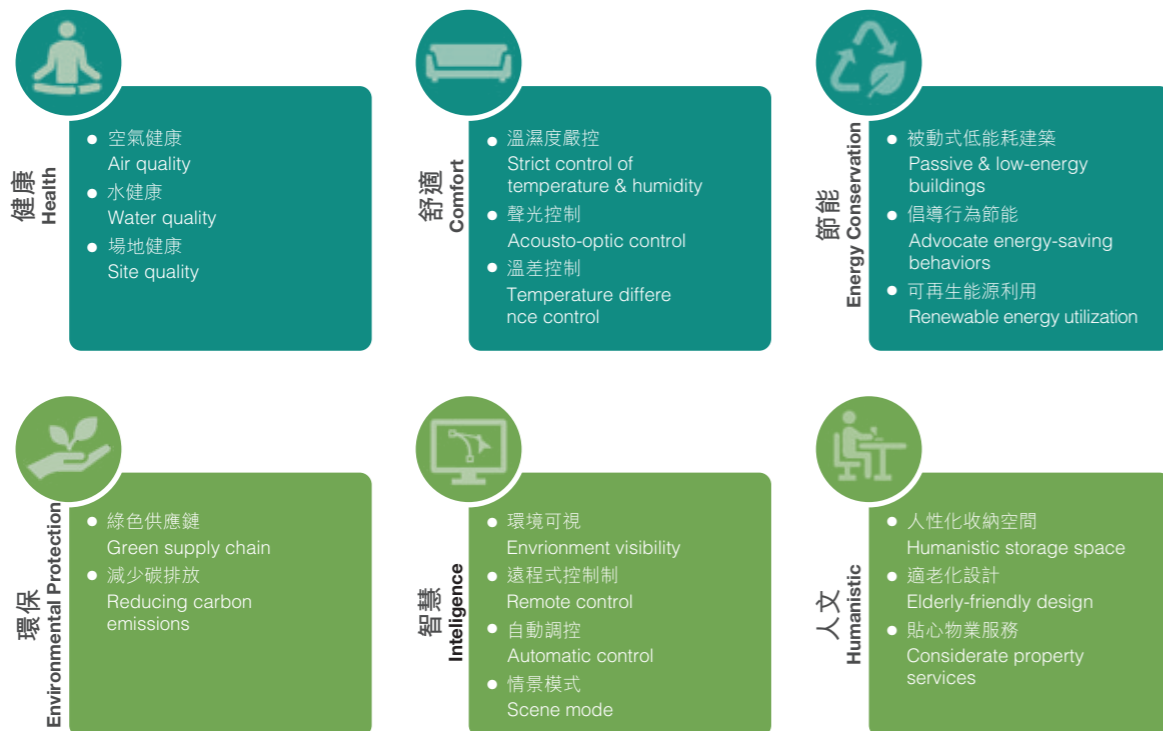 健康
Health
空氣健康
Air quality
水健康
Water quality
場地健康
Site quality
舒適
Comfort
溫濕度嚴控
Strict control of
temperature & humidity
聲光控制
Acousto-optic control
溫差控制
Temperature differe
nce control
節能
Energy Conservation
被動式低能耗建築
Passive & low-energy
buildings
倡導行為節能
Advocate energy-saving
behaviors
可再生能源利用
Renewable energy utilization
環保
Environmental Protection
綠色供應鏈
Green supply chain
減少碳排放
Reducing carbon
emissions
智慧
Inteligence
環境可視
Envrionment visibility
遠程式控制制
Remote control
自動調控
Automatic control
情景模式
Scene mode
人文
Humanistic
人性化收納空間
Humanistic storage space
適老化設計
Elderly-friendly design
貼心物業服務
Considerate property
services